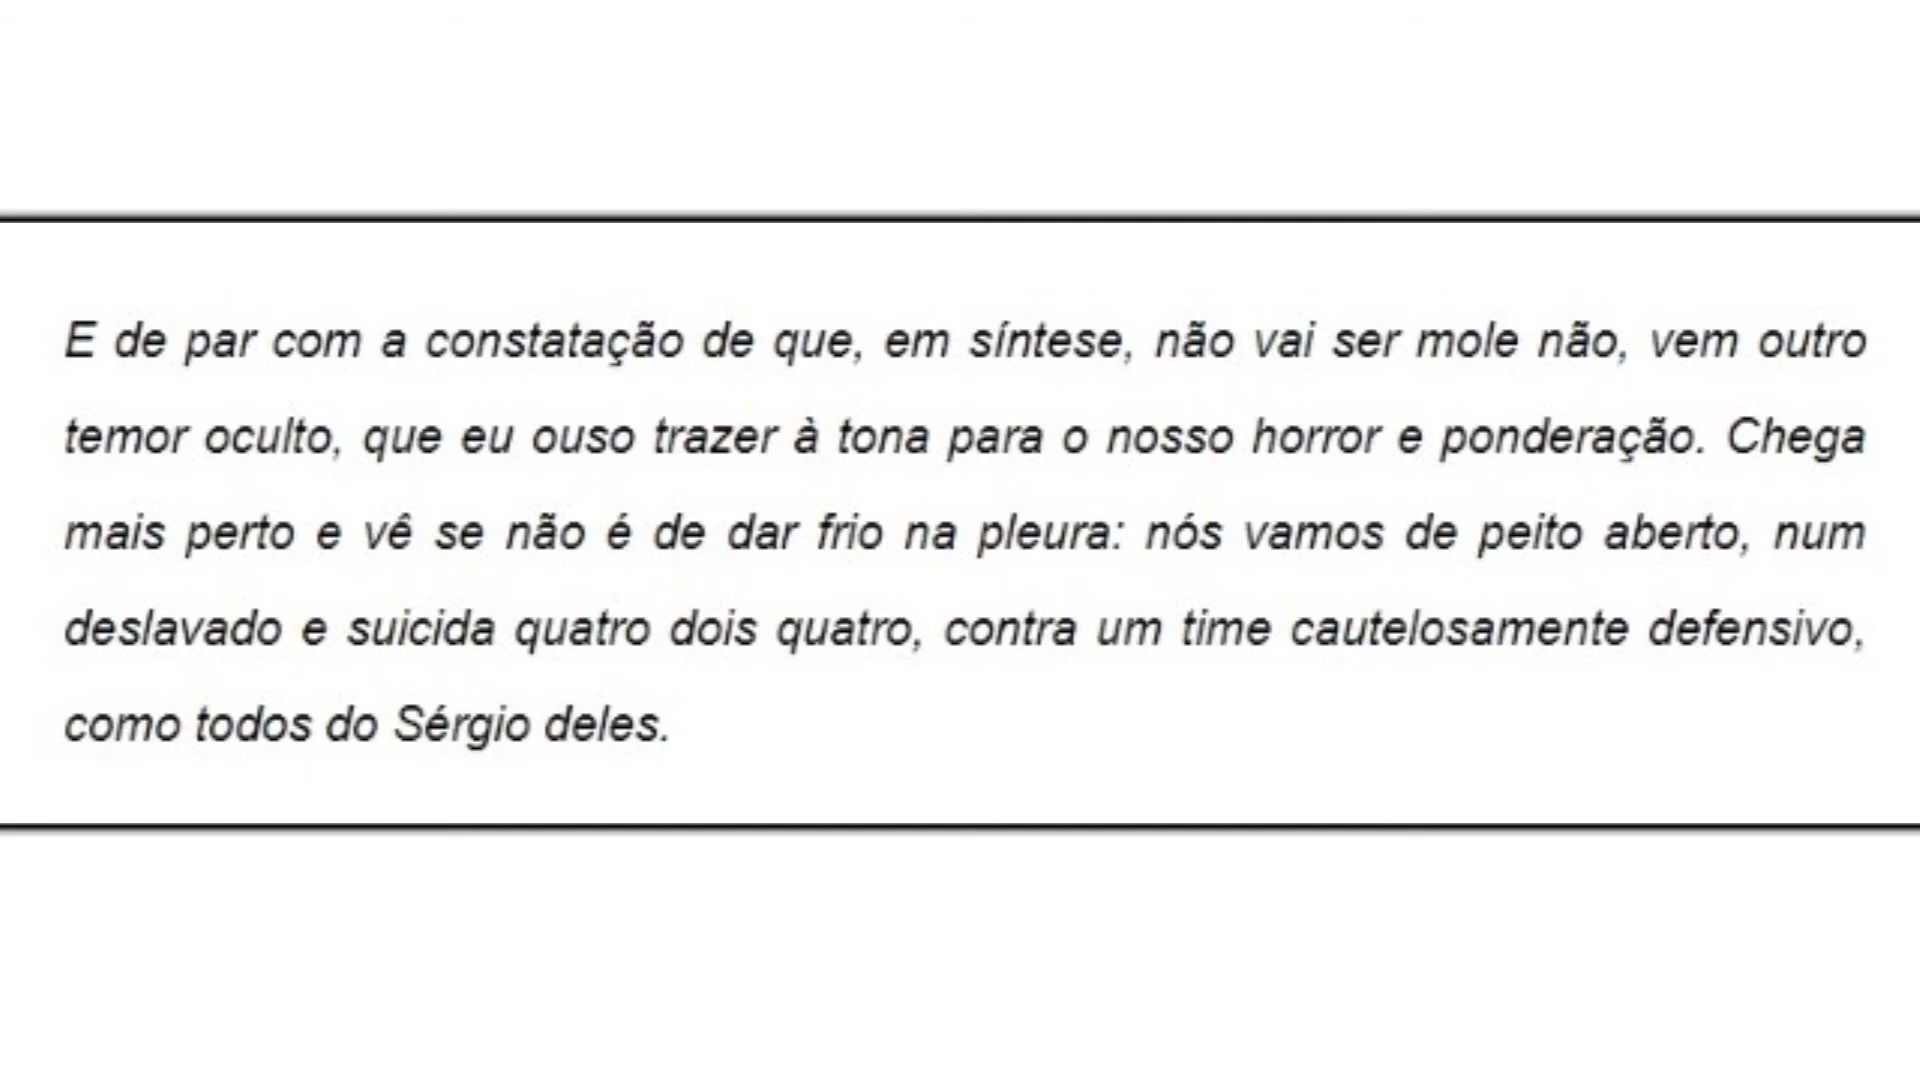 E de par com a constatação de que, em síntese, não vai ser mole não, vem outro
temor oculto, que eu ouso trazer à tona para o nosso horror e ponderação. Chega
mais perto e vê se não é de dar frio na pleura: nós vamos de peito aberto, num
deslavado e suicida quatro dois quatro, contra um time cautelosamente defensivo,
como todos do Sérgio deles.